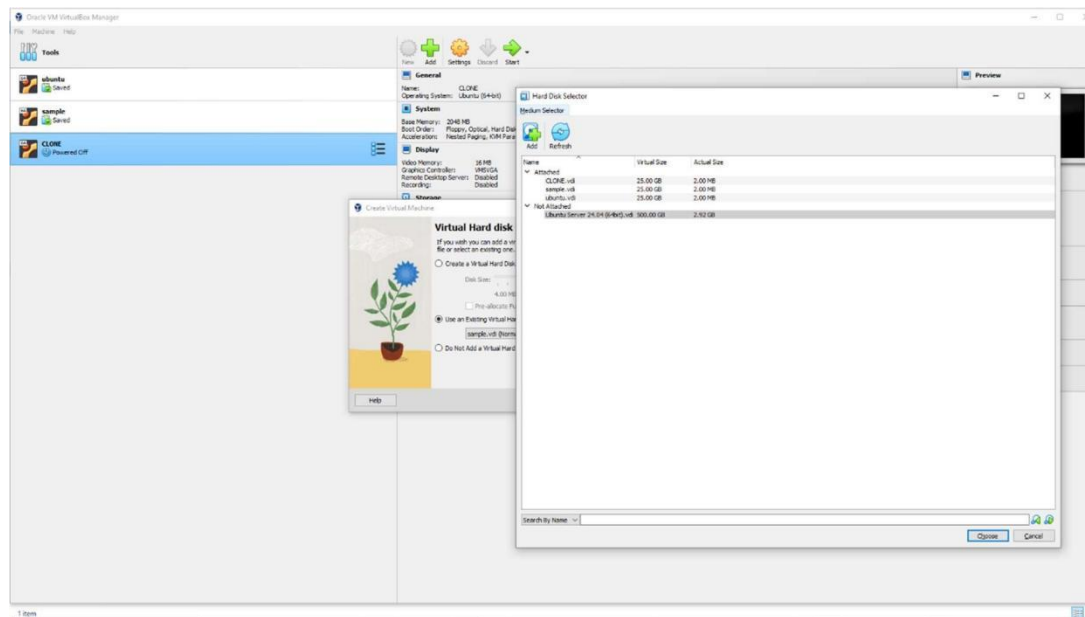 Oracle VM VirtualBox Manager
File Machine Help
Tools
ubuntu
Saved
sample
Saved
CLONE
Powered Off
New Add Settings Discard Start
General
Name: CLONE
Operating System: Ubuntu (64-bit)
System
Base Memory: 2048 MB
Boot Order: Floppy, Optical, Hard Disk
Acceleration: Nested Paging, KVM Para
Display
Video Memory: 16 MB
Graphics Controller: VMSVGA
Remote Desktop Server: Disabled
Recording: Disabled
Storage
Preview
Create Virtual Machine
Virtual Hard disk
If you wish you can add a
file or select an existing one.
Create a Virtual Hard Disk
Disk Size:
4.00 MB
Pre-allocate
Use an Existing Virtual Ha
sample.vdi (Norm
Do Not Add a Virtual Hard
Help
Hard Disk Selector
Medium Selector
Add Refresh
Name Virtual Size Actual Size
Attached
CLONE.vdi 25.00 GB 2.00 MB
sample.vdi 25.00 GB 2.00 MB
ubuntu.vdi 25.00 GB 2.00 MB
Not Attached
Ubuntu Server 24.04 (64bit).vdi 500.00 GB 2.92 GB
Search By Name
Choose Cancel
1 item